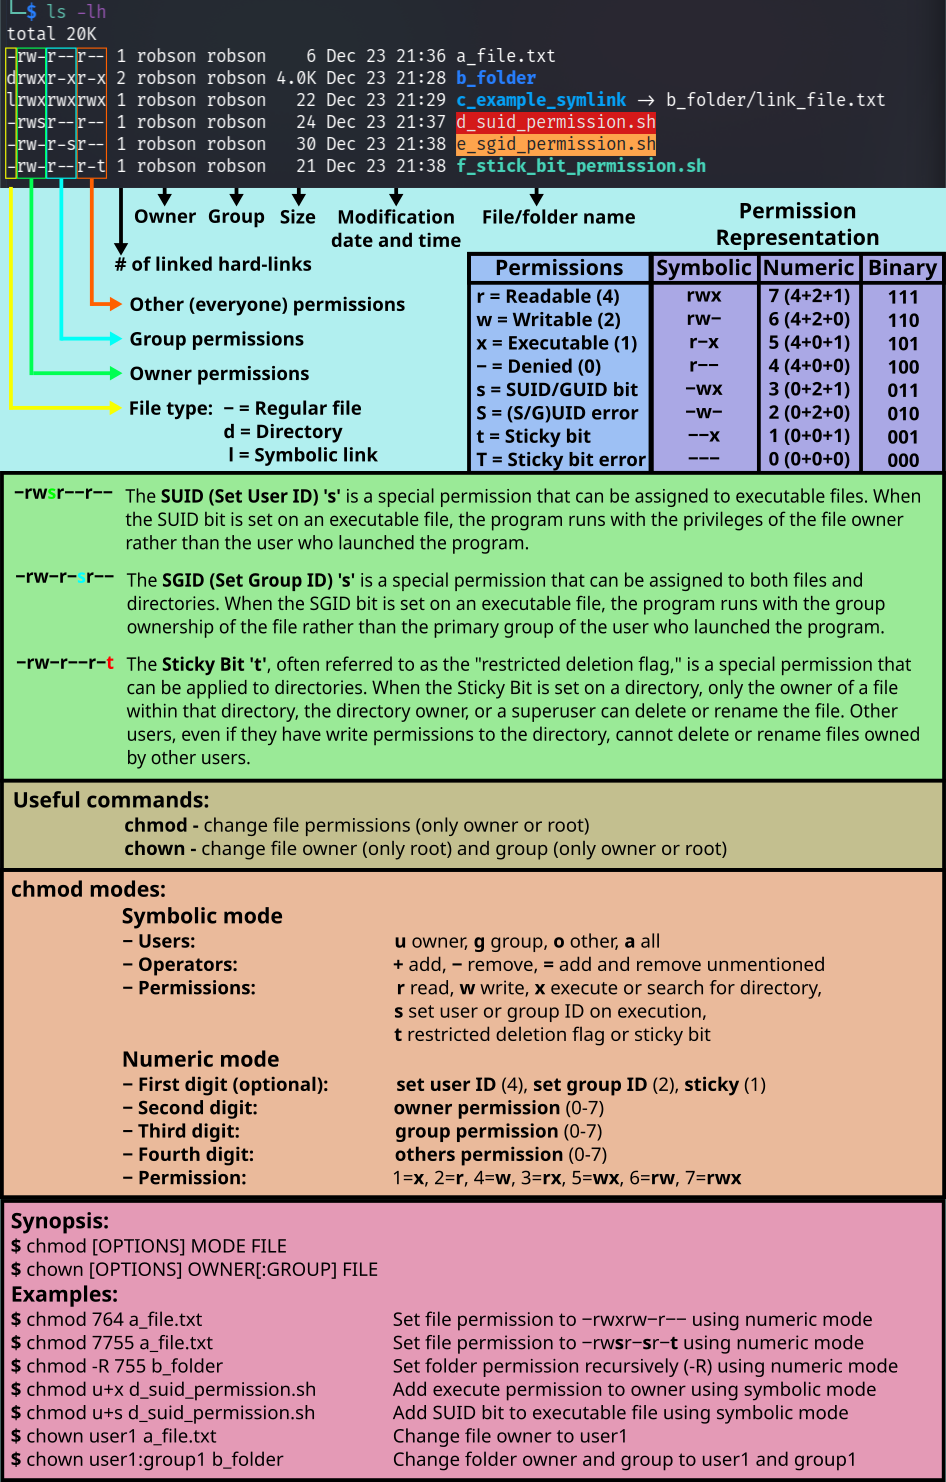 └─$ ls -lh
total 20K
-rw-r--r-- 1 robson robson 6 Dec 23 21:36 a_file.txt
drwxr-xr-x 2 robson robson 4.0K Dec 23 21:28 b_folder
lrwxrwxrwx 1 robson robson 22 Dec 23 21:29 c_example_symlink → b_folder/link_file.txt
-rwsr--r-- 1 robson robson 24 Dec 23 21:37 d_suid_permission.sh
-rw-r-sr-- 1 robson robson 30 Dec 23 21:38 e_sgid_permission.sh
-rw-r--r-t 1 robson robson 21 Dec 23 21:38 f_stick_bit_permission.sh
Owner Group Size Modification date and time File/folder name
# of linked hard-links
Other (everyone) permissions
Group permissions
Owner permissions
File type: − = Regular file
d = Directory
l = Symbolic link
Permission
Representation
Permissions Symbolic Numeric Binary
r = Readable (4) rwx 7 (4+2+1) 111
w = Writable (2) rw− 6 (4+2+0) 110
x = Executable (1) r−x 5 (4+0+1) 101
− = Denied (0) r−− 4 (4+0+0) 100
s = SUID/GUID bit −wx 3 (0+2+1) 011
S = (S/G)UID error −w− 2 (0+2+0) 010
t = Sticky bit −−x 1 (0+0+1) 001
T = Sticky bit error −−− 0 (0+0+0) 000
−rwsr−−r−− The SUID (Set User ID) 's' is a special permission that can be assigned to executable files. When
the SUID bit is set on an executable file, the program runs with the privileges of the file owner
rather than the user who launched the program.
−rw−r−sr−− The SGID (Set Group ID) 's' is a special permission that can be assigned to both files and
directories. When the SGID bit is set on an executable file, the program runs with the group
ownership of the file rather than the primary group of the user who launched the program.
−rw−r−−r−t The Sticky Bit 't', often referred to as the "restricted deletion flag," is a special permission that
can be applied to directories. When the Sticky Bit is set on a directory, only the owner of a file
within that directory, the directory owner, or a superuser can delete or rename the file. Other
users, even if they have write permissions to the directory, cannot delete or rename files owned
by other users.
Useful commands:
chmod - change file permissions (only owner or root)
chown - change file owner (only root) and group (only owner or root)
chmod modes:
Symbolic mode
− Users: u owner, g group, o other, a all
− Operators: + add, − remove, = add and remove unmentioned
− Permissions: r read, w write, x execute or search for directory,
s set user or group ID on execution,
t restricted deletion flag or sticky bit
Numeric mode
− First digit (optional): set user ID (4), set group ID (2), sticky (1)
− Second digit: owner permission (0-7)
− Third digit: group permission (0-7)
− Fourth digit: others permission (0-7)
− Permission: 1=x, 2=r, 4=w, 3=rx, 5=wx, 6=rw, 7=rwx
Synopsis:
$ chmod [OPTIONS] MODE FILE
$ chown [OPTIONS] OWNER[:GROUP] FILE
Examples:
$ chmod 764 a_file.txt Set file permission to −rwxrw−r−− using numeric mode
$ chmod 7755 a_file.txt Set file permission to −rwsr−sr−t using numeric mode
$ chmod -R 755 b_folder Set folder permission recursively (-R) using numeric mode
$ chmod u+x d_suid_permission.sh Add execute permission to owner using symbolic mode
$ chmod u+s d_suid_permission.sh Add SUID bit to executable file using symbolic mode
$ chown user1 a_file.txt Change file owner to user1
$ chown user1:group1 b_folder Change folder owner and group to user1 and group1